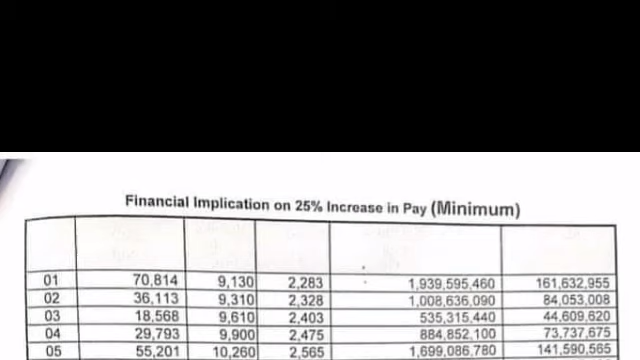 Financial Implication on 25% Increase in Pay (Minimum)
01 70,814 9,130 2,283 1,939,595,460 161,632,955
02 36,113 9,310 2,328 1,008,636,090 84,053,008
03 18,568 9,610 2,403 535,315,440 44,609,620
04 29,793 9,900 2,475 884,852,100 73,737,675
05 55,201 10,260 2,565 1,699,086,780 141,590,565